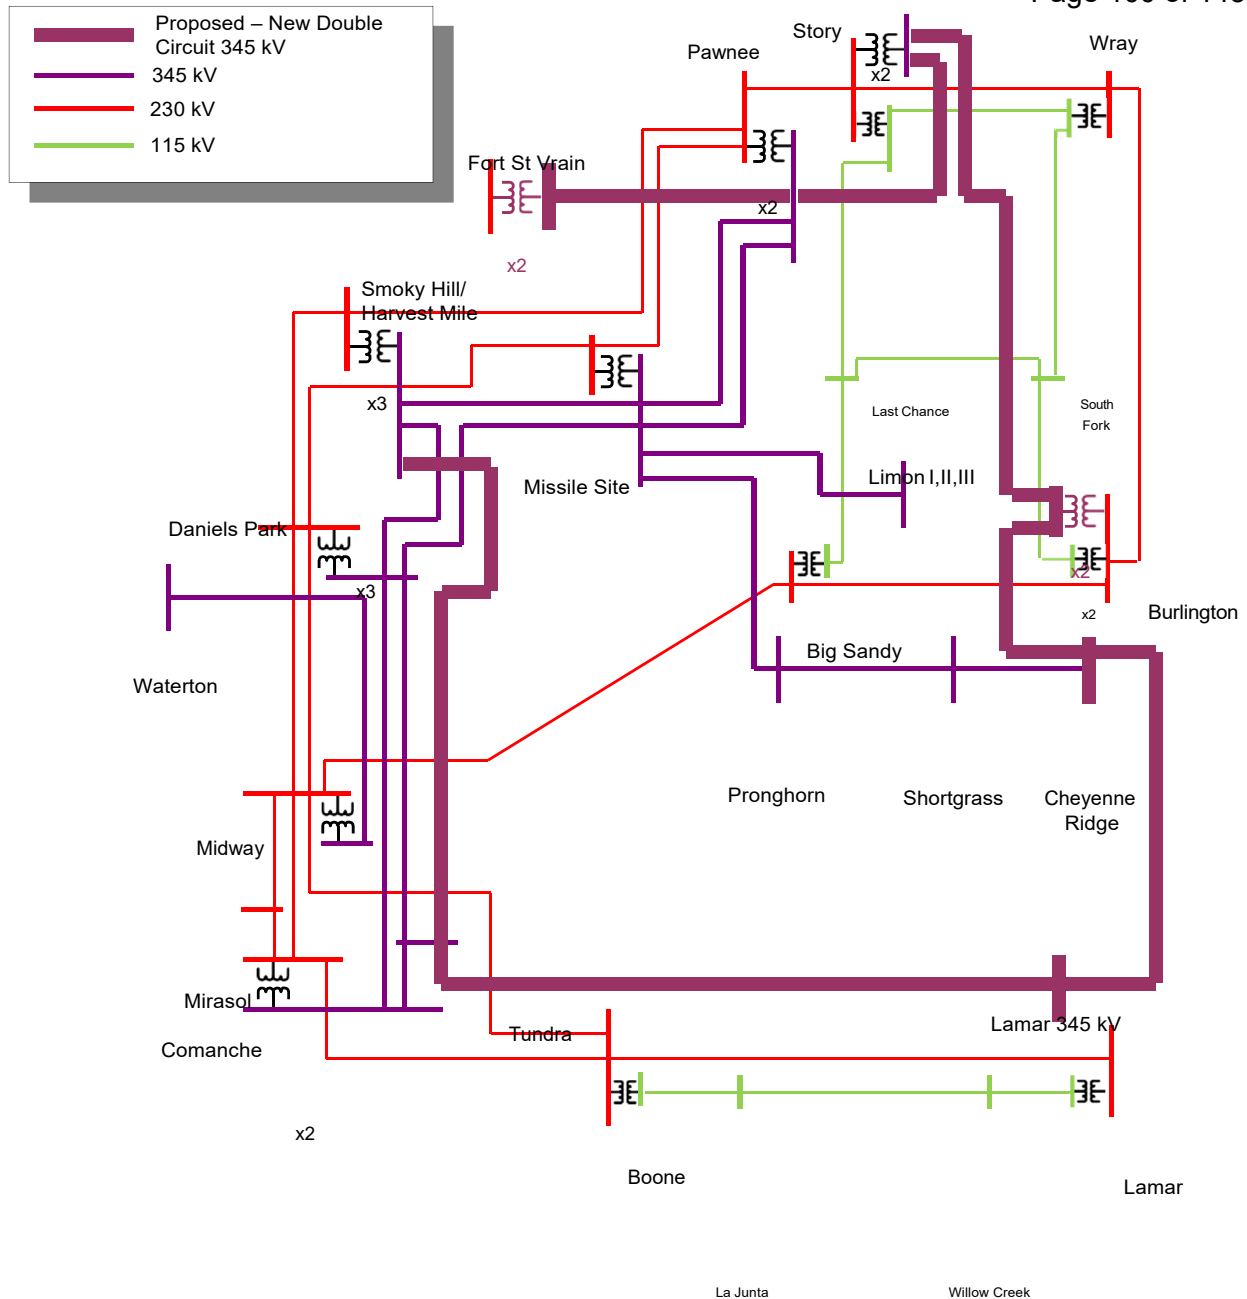 Proposed – New Double
Circuit 345 kV
345 kV
230 kV
115 kV
Story
Wray
Pawnee
x2
Fort St Vrain
x2
x2
Smoky Hill/
Harvest Mile
x3
Last Chance
South
Fork
Limon I,II,III
Missile Site
Daniels Park
x3
x2
x2
Burlington
Big Sandy
Waterton
Pronghorn
Shortgrass
Cheyenne
Ridge
Midway
Mirasol
Lamar 345 kV
Tundra
Comanche
x2
Boone
Lamar
La Junta
Willow Creek